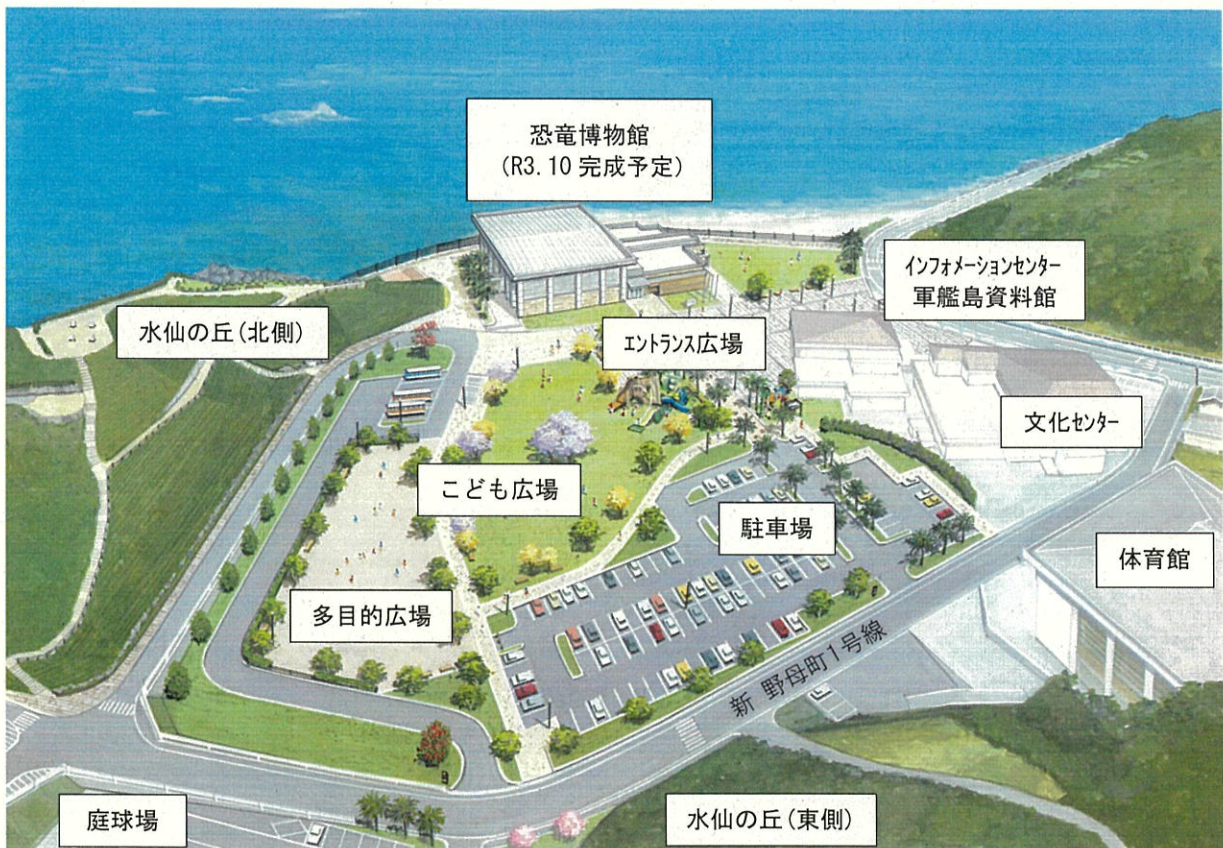 恐竜博物館
(R3.10 完成予定)
インフォメーションセンター
軍艦島資料館
水仙の丘(北側)
エントランス広場
文化センター
こども広場
駐車場
体育館
多目的広場
新 野母町1号線
庭球場
水仙の丘(東側)